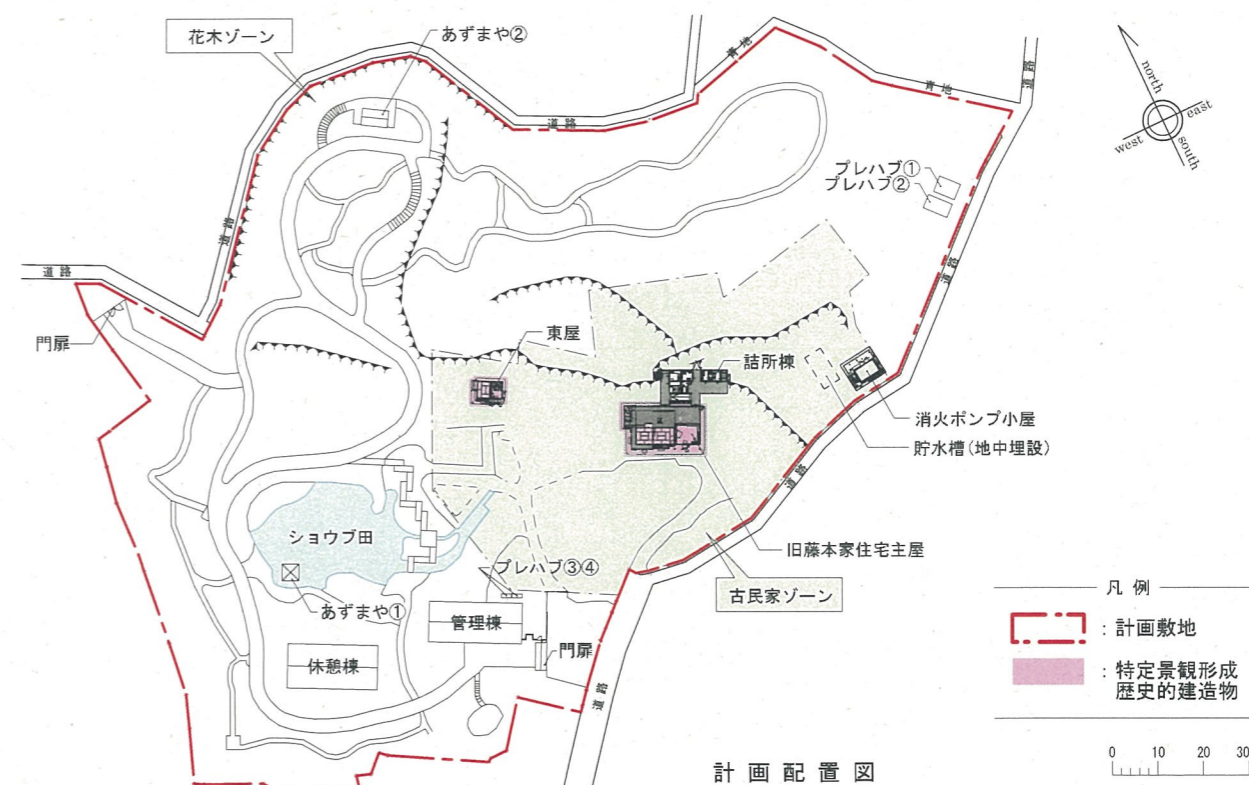 花木ゾーン
あずまや②
青地
青地
道路
道路
north
east
west
south
プレハブ①
プレハブ②
道路
道路
道路
門扉
東屋
詰所棟
消火ポンプ小屋
貯水槽(地中埋設)
道路
ショウブ田
旧藤本家住宅主屋
プレハブ③④
古民家ゾーン
あずまや①
管理棟
門扉
休憩棟
道路
凡例
:計画敷地
:特定景観形成
歴史的建造物
計画配置図
0 10 20 30